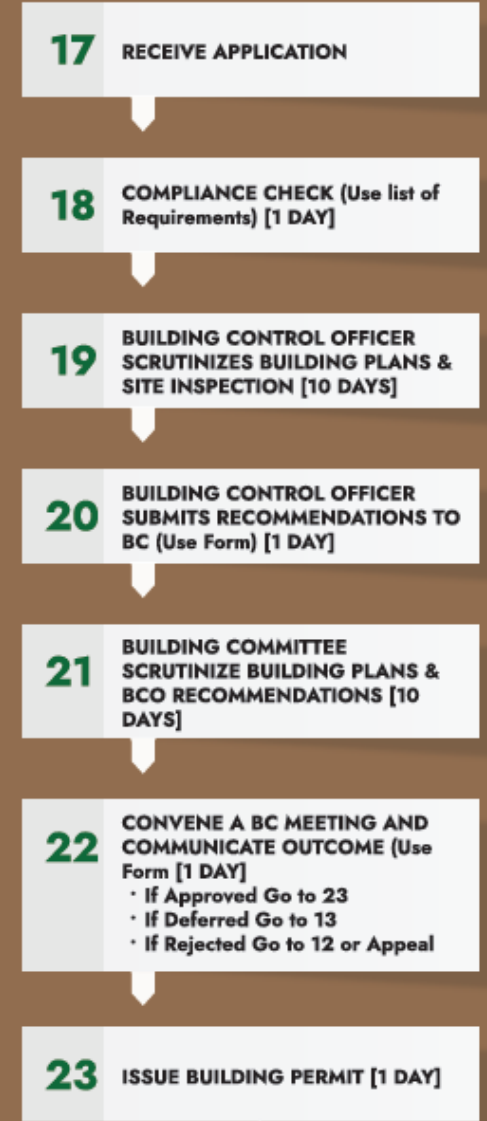 17
RECEIVE APPLICATION
18
COMPLIANCE CHECK (Use list of
Requirements) [1 DAY]
19
BUILDING CONTROL OFFICER
SCRUTINIZES BUILDING PLANS &
SITE INSPECTION [10 DAYS]
20
BUILDING CONTROL OFFICER
SUBMITS RECOMMENDATIONS TO
BC (Use Form) [1 DAY]
21
BUILDING COMMITTEE
SCRUTINIZE BUILDING PLANS &
BCO RECOMMENDATIONS [10
DAYS]
22
CONVENE A BC MEETING AND
COMMUNICATE OUTCOME (Use
Form [1 DAY]
· If Approved Go to 23
· If Deferred Go to 13
· If Rejected Go to 12 or Appeal
23
ISSUE BUILDING PERMIT [1 DAY]